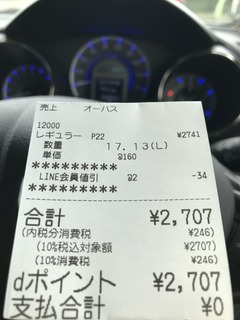 売上 オーパス
12000
レギュラー P22 ¥2741
数量 17.13(L)
単価 @160
*********
LINE会員値引 @2 -34
*********
合計 ¥2,707
(内税分消費税 ¥246)
(10%税込対象額 ¥2707)
(10%消費税 ¥246)
dポイント ¥2,707
支払合計 ¥0